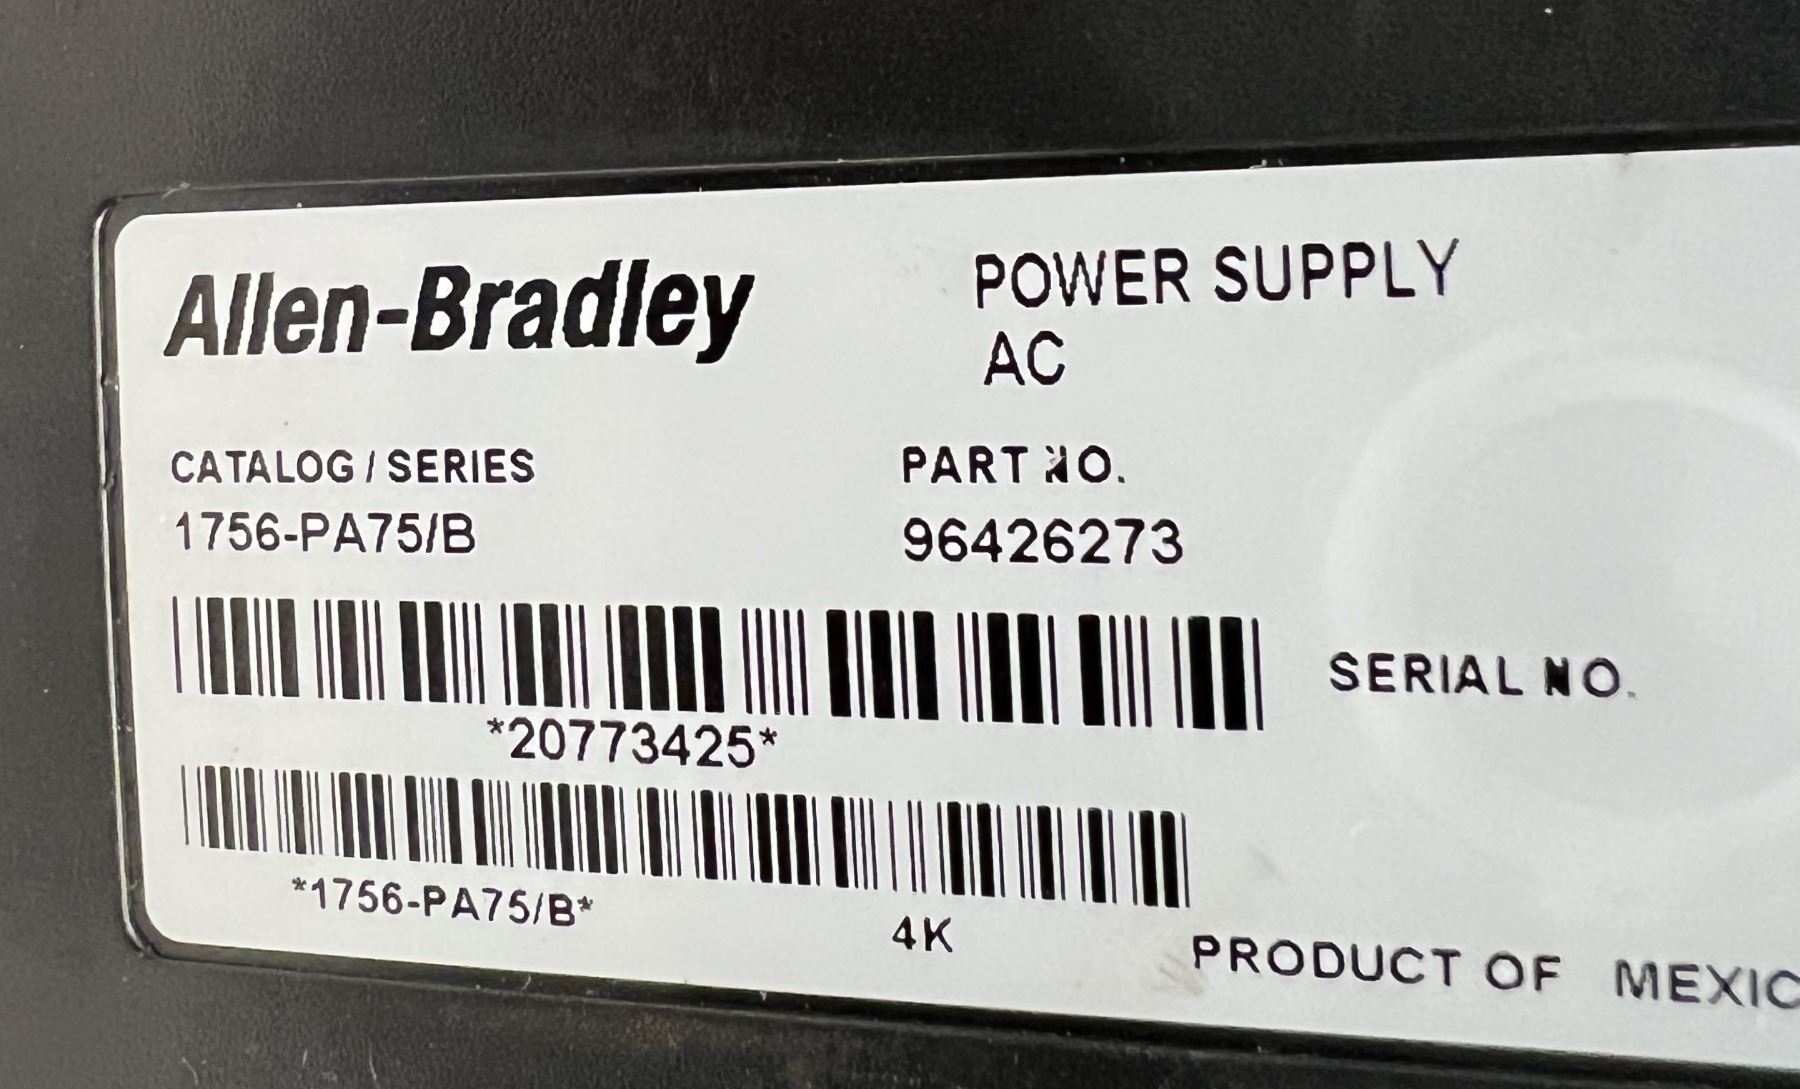 Allen-Bradley
POWER SUPPLY
AC
CATALOG / SERIES
1756-PA75/B
PART NO.
96426273
SERIAL NO.
*20773425*
*1756-PA75/B*
4K
PRODUCT OF MEXIC